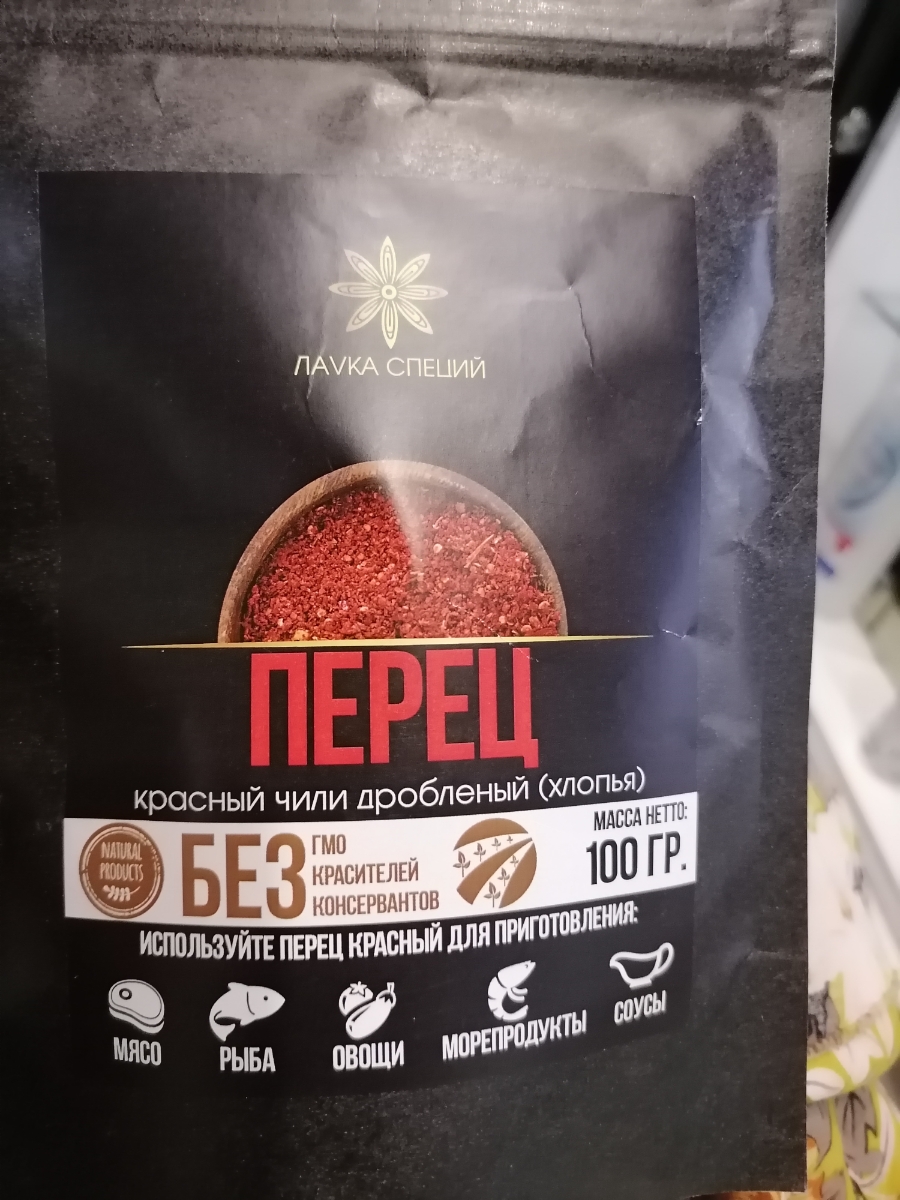 ЛАVКА СПЕЦИЙ
ПЕРЕЦ
красный чили дробленый (хлопья)
NATURAL
PRODUCTS
БЕЗ
ГМО
КРАСИТЕЛЕЙ
КОНСЕРВАНТОВ
МАССА НЕТТО:
100 ГР.
ИСПОЛЬЗУЙТЕ ПЕРЕЦ КРАСНЫЙ ДЛЯ ПРИГОТОВЛЕНИЯ:
МЯСО
РЫБА
ОВОЩИ
МОРЕПРОДУКТЫ
СОУСЫ